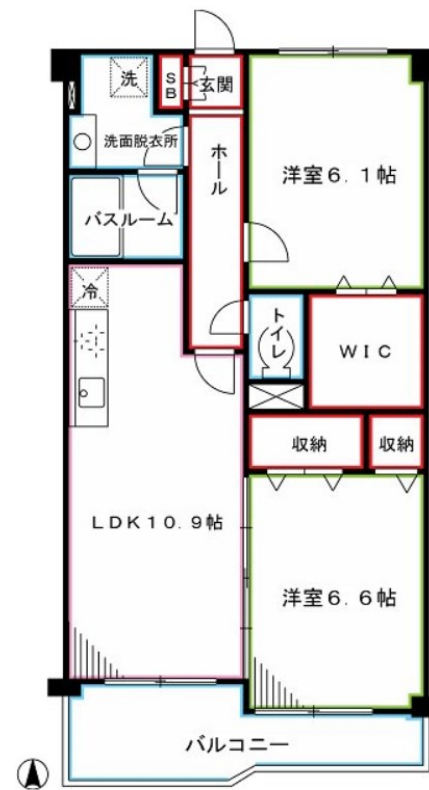 洗
SB
玄関
洗面脱衣所
ホール
洋室6.1帖
バスルーム
冷
トイレ
WIC
収納
収納
LDK10.9帖
洋室6.6帖
バルコニー